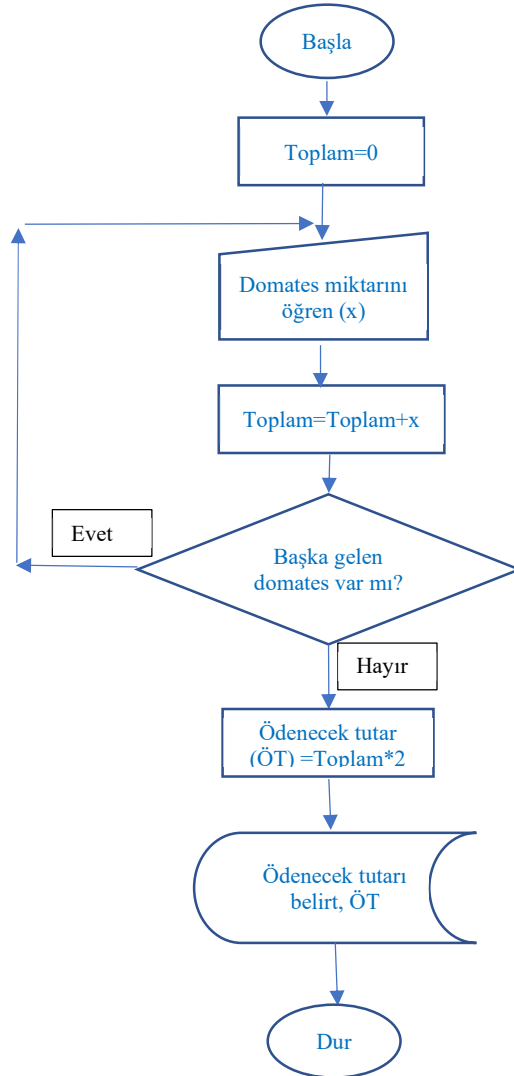 Başla
Toplam=0
Domates miktarını
öğren (x)
Toplam=Toplam+x
Evet
Başka gelen
domates var mı?
Hayır
Ödenecek tutar
(ÖT) =Toplam*2
Ödenecek tutarı
belirt, ÖT
Dur